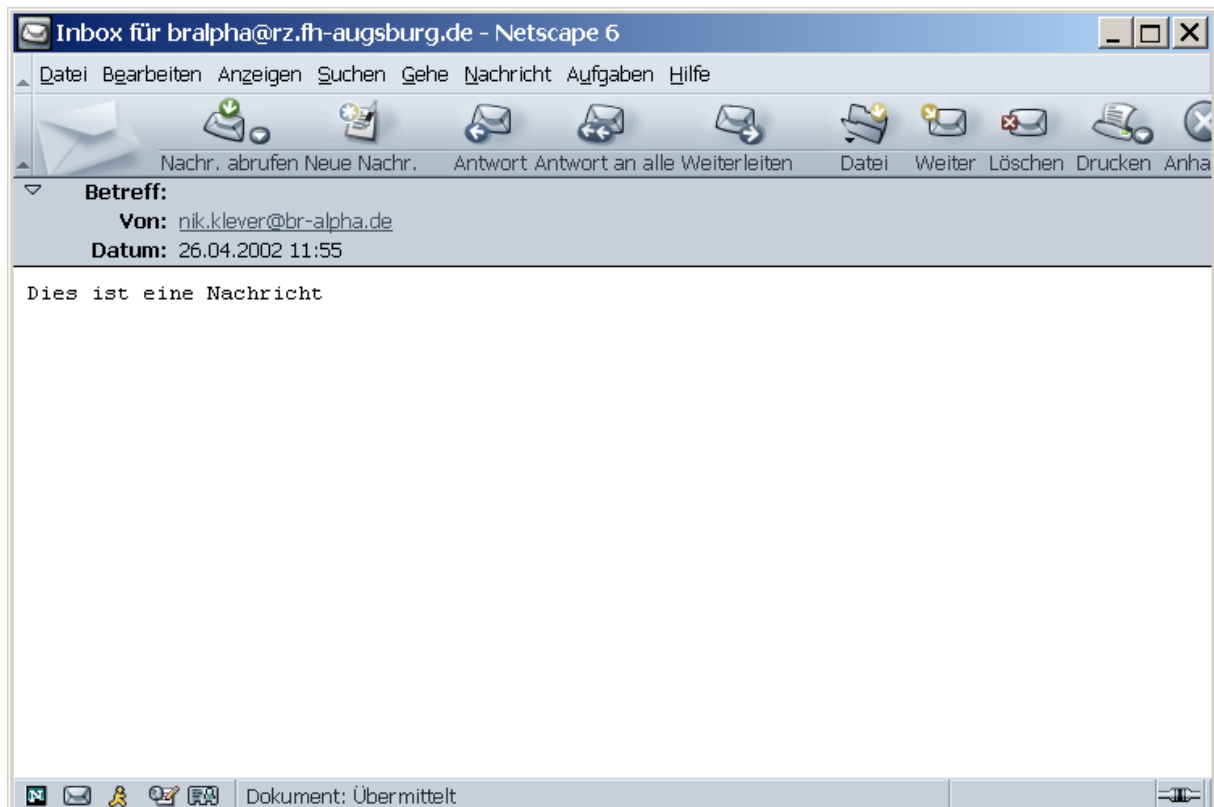 Inbox für bralpha@rz.fh-augsburg.de - Netscape 6
Datei Bearbeiten Anzeigen Suchen Gehe Nachricht Aufgaben Hilfe
Nachr. abrufen Neue Nachr. Antwort Antwort an alle Weiterleiten Datei Weiter Löschen Drucken Anha
Betreff:
Von: nik.klever@br-alpha.de
Datum: 26.04.2002 11:55
Dies ist eine Nachricht
N Dokument: Übermittelt